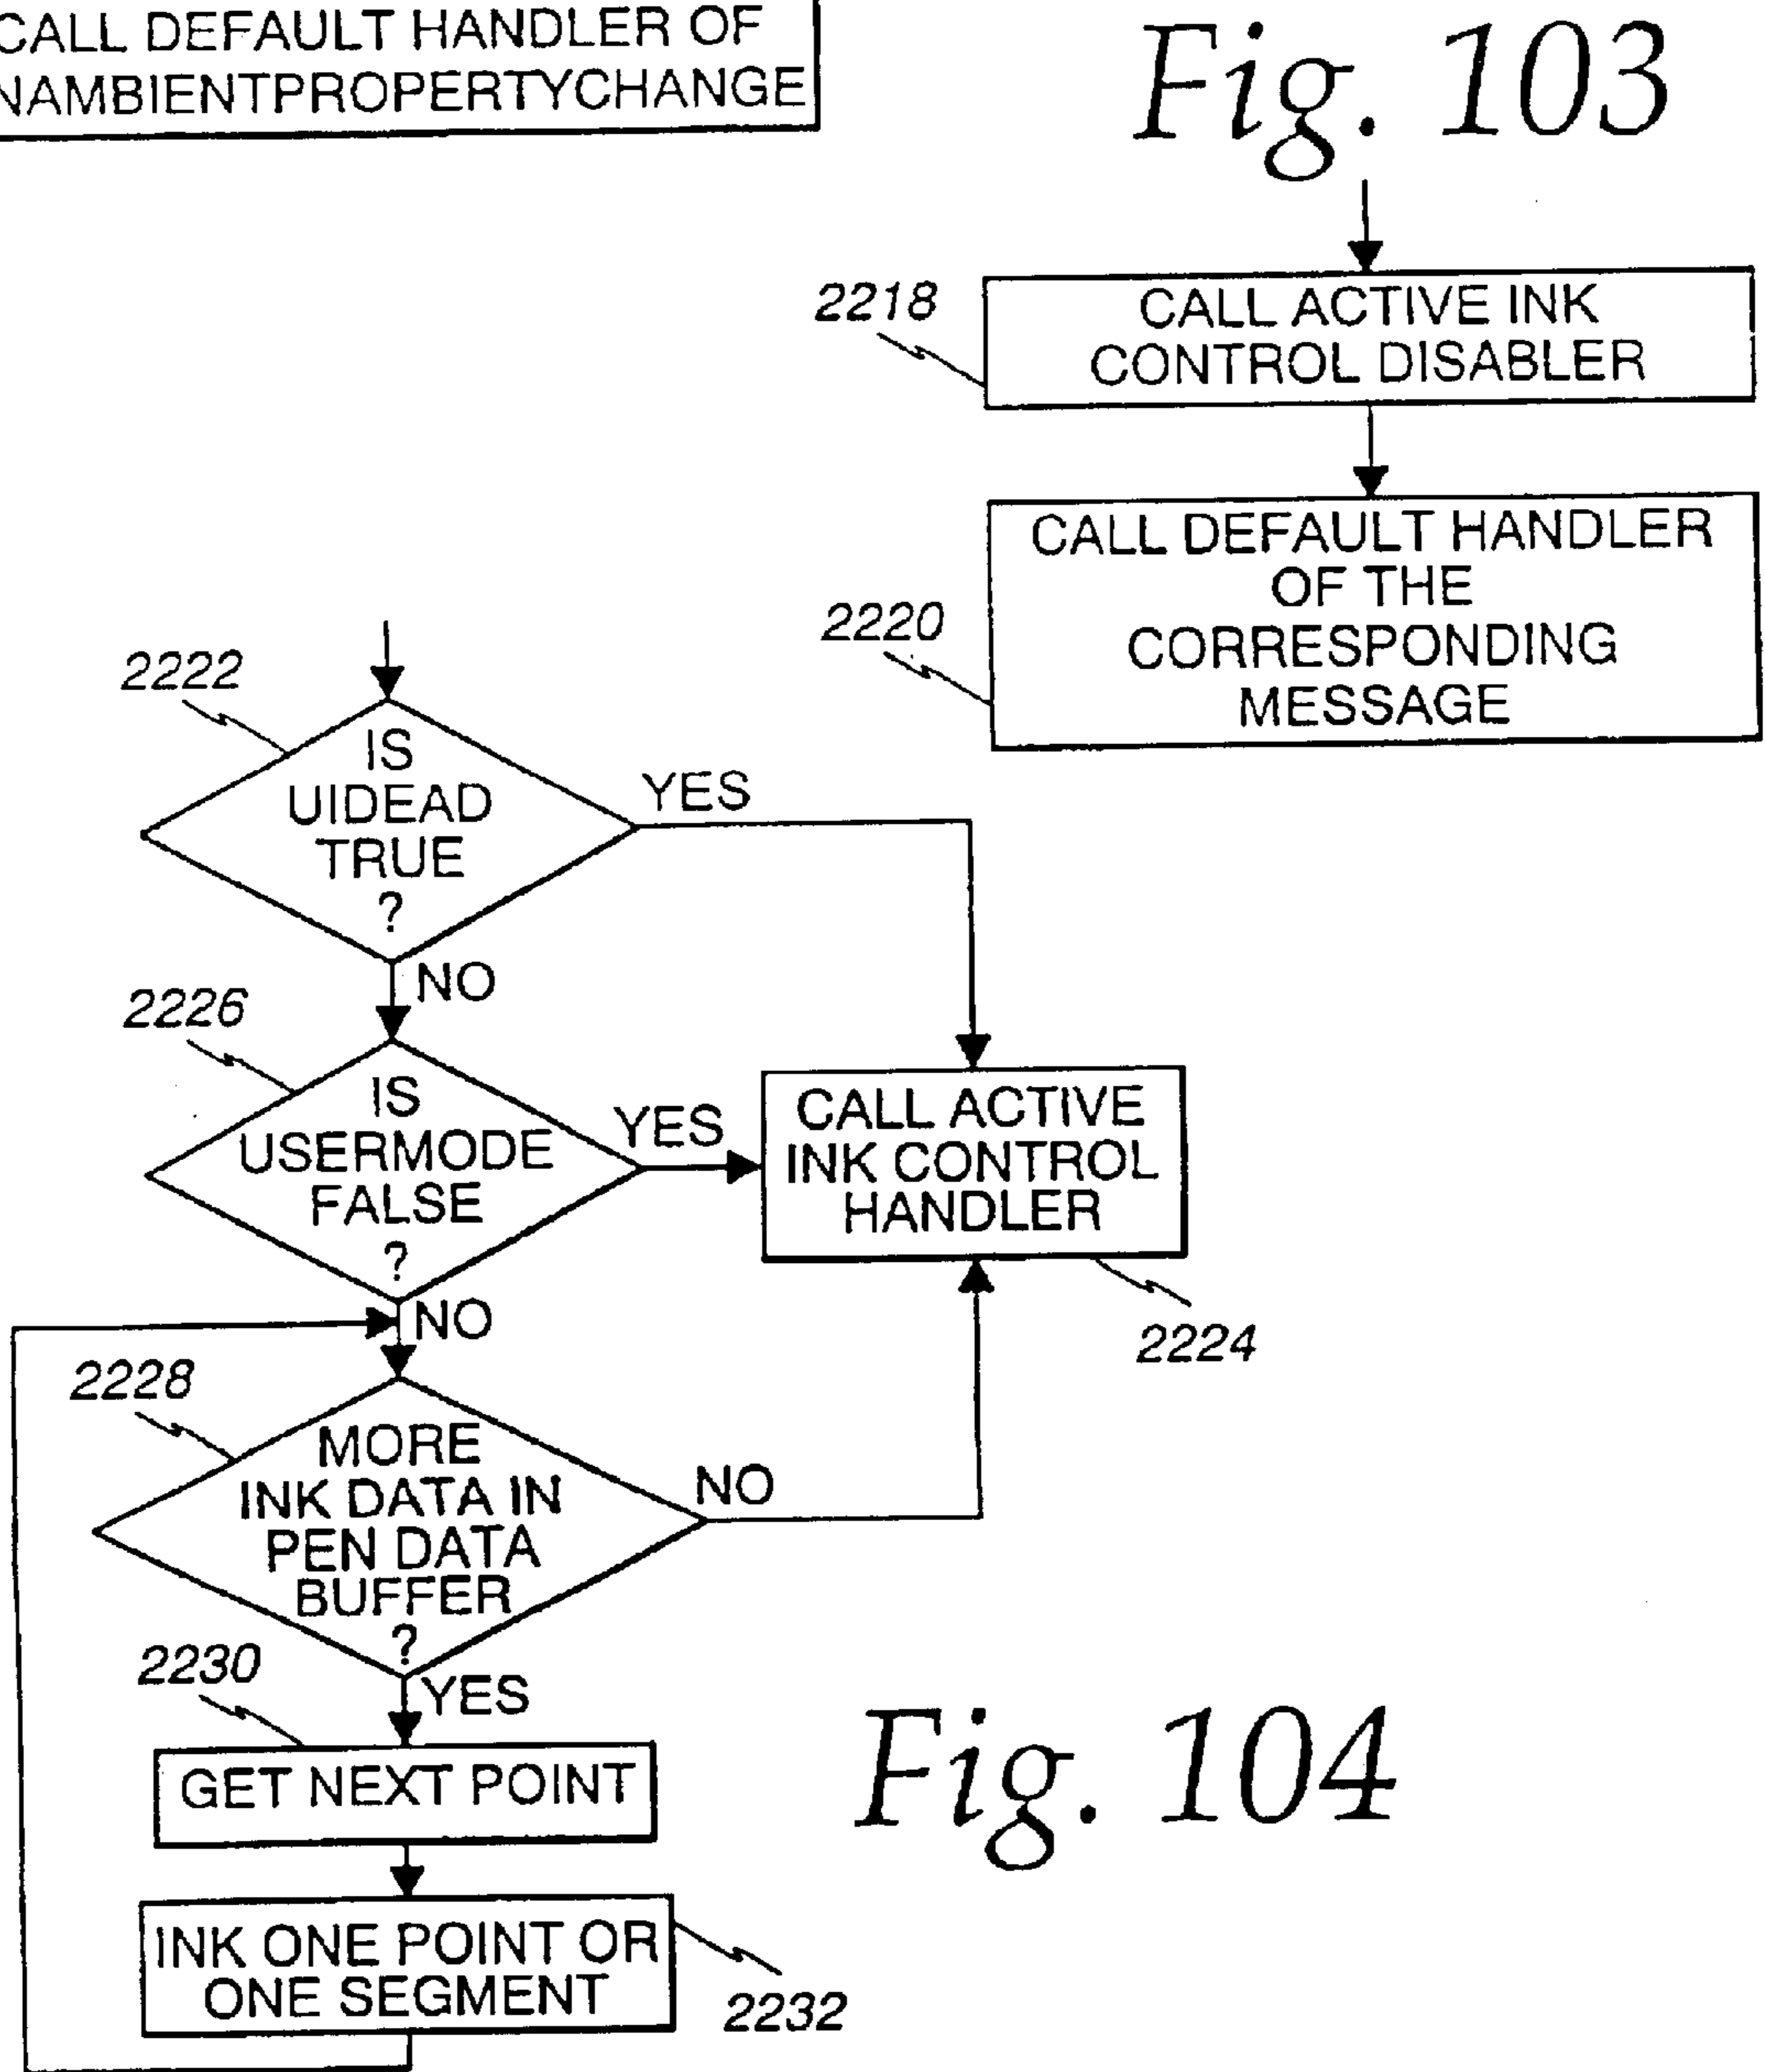 CALL DEFAULT HANDLER OF
NAMBIENTPROPERTYCHANGE
Fig. 103
2218
CALL ACTIVE INK
CONTROL DISABLER
2220
CALL DEFAULT HANDLER
OF THE
CORRESPONDING
MESSAGE
2222
IS
UIDEAD
TRUE
?
YES
NO
2226
IS
USERMODE
FALSE
?
YES
CALL ACTIVE
INK CONTROL
HANDLER
2224
NO
2228
MORE
INK DATA IN
PEN DATA
BUFFER
?
NO
YES
2230
GET NEXT POINT
INK ONE POINT OR
ONE SEGMENT
2232
Fig. 104